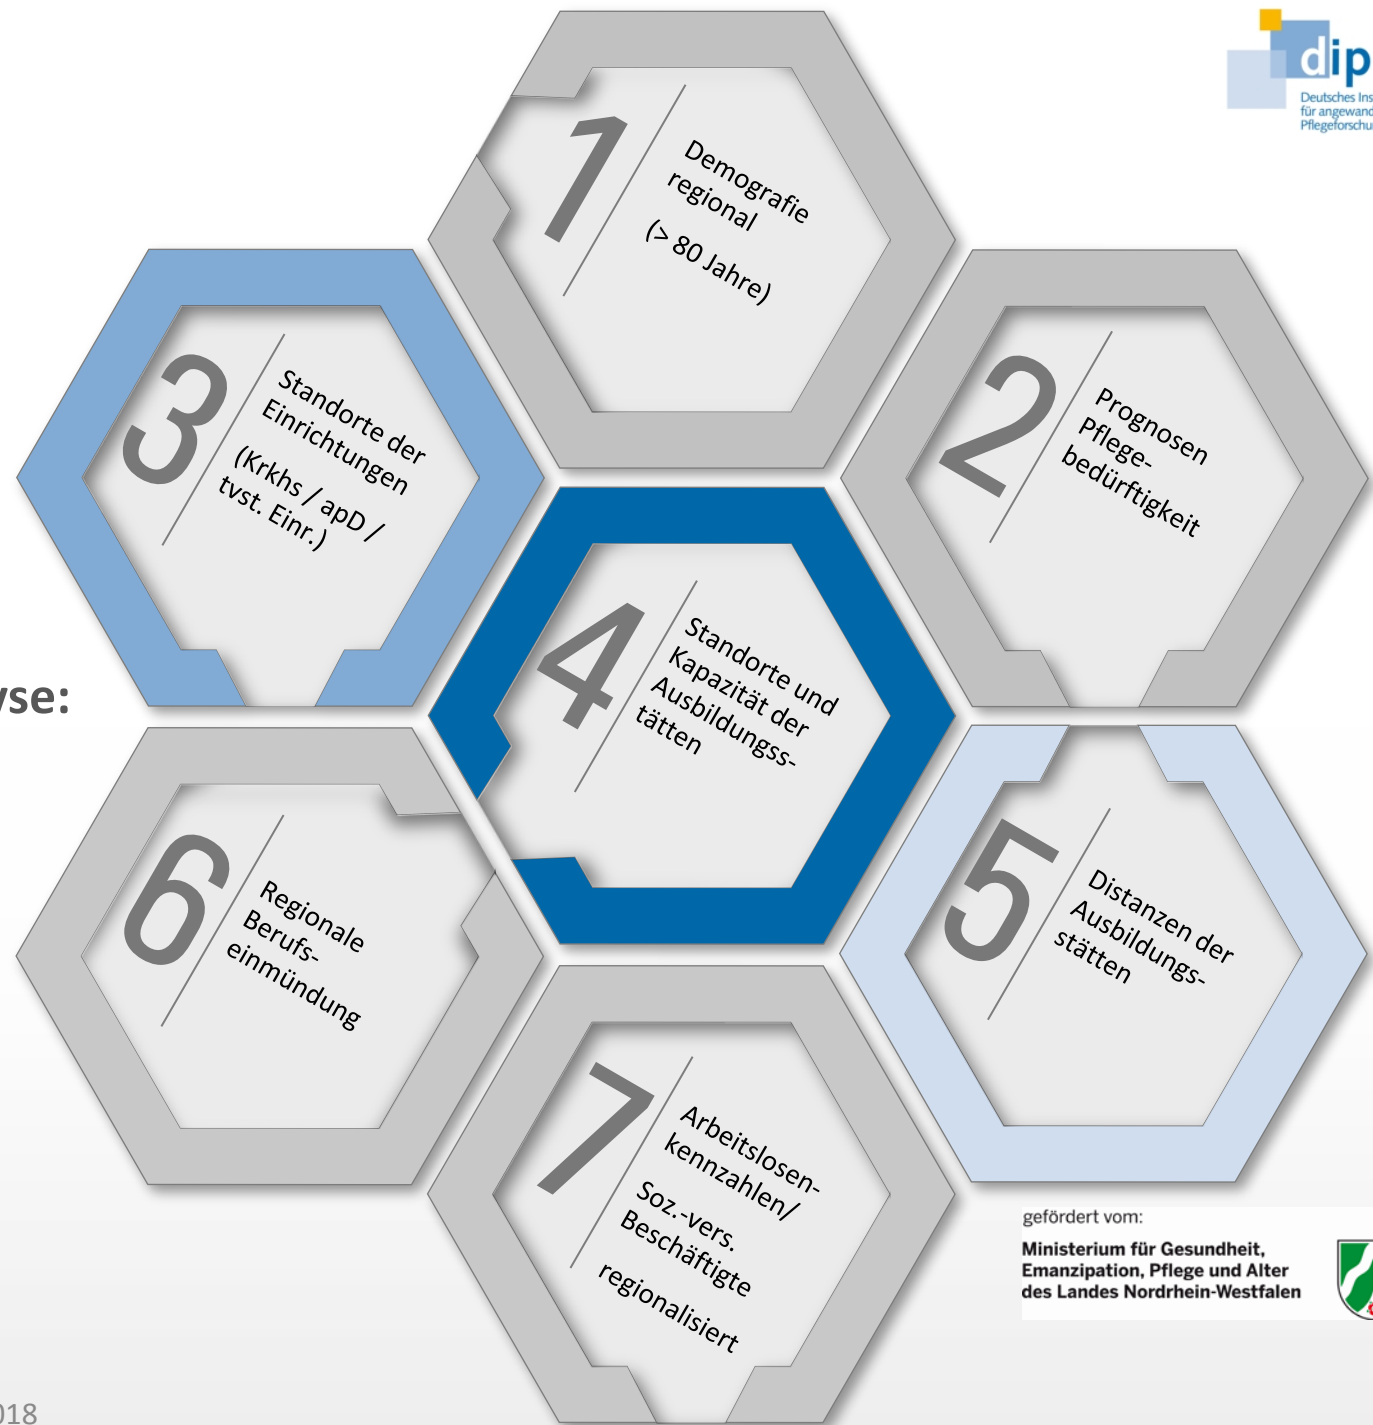 dip
Deutsches Ins
für angewand
Pflegeforschu
1
Demografie
regional
(> 80 Jahre)
2
Prognosen
Pflege-
bedürftigkeit
3
Standorte der
Einrichtungen
(Krkhs / apD /
tvst. Einr.)
4
Standorte und
Kapazität der
Ausbildungss-
tätten
yse:
5
Distanzen der
Ausbildungs-
stätten
6
Regionale
Berufs-
einmündung
7
Arbeitslosen-
kennzahlen/
Soz.-vers.
Beschäftigte
regionalisiert
gefördert vom:
Ministerium für Gesundheit,
Emanzipation, Pflege und Alter
des Landes Nordrhein-Westfalen
018